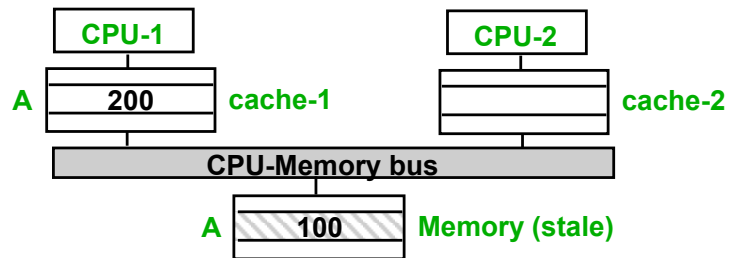 CPU-1
CPU-2
A 200 cache-1
cache-2
CPU-Memory bus
A 100 Memory (stale)